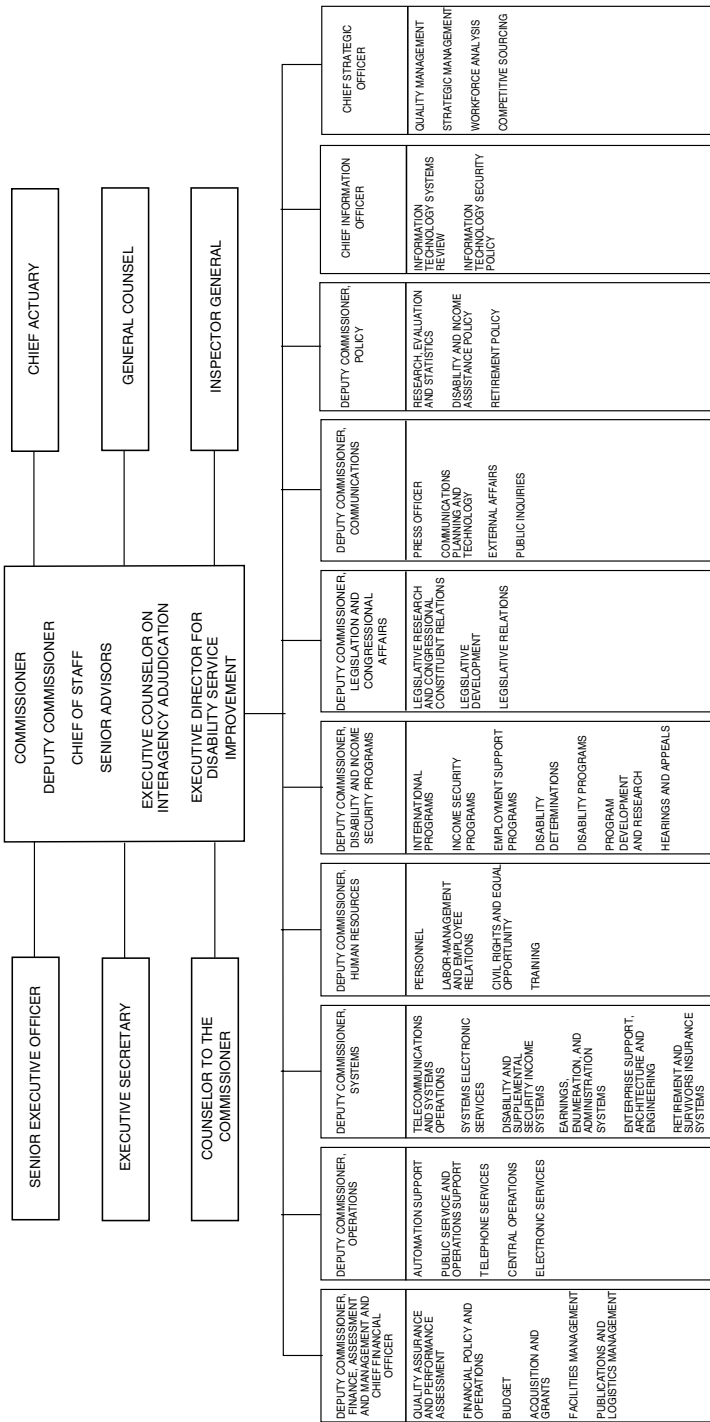 SENIOR EXECUTIVE OFFICER
EXECUTIVE SECRETARY
COUNSELOR TO THE
COMMISSIONER
COMMISSIONER
DEPUTY COMMISSIONER
CHIEF OF STAFF
SENIOR ADVISORS
EXECUTIVE COUNSELOR ON
INTERAGENCY ADJUDICATION
EXECUTIVE DIRECTOR FOR
DISABILITY SERVICE
IMPROVEMENT
CHIEF ACTUARY
GENERAL COUNSEL
INSPECTOR GENERAL
DEPUTY COMMISSIONER,
FINANCE, ASSESSMENT
AND MANAGEMENT AND
CHIEF FINANCIAL
OFFICER
QUALITY ASSURANCE
AND PERFORMANCE
ASSESSMENT
FINANCIAL POLICY AND
OPERATIONS
BUDGET
ACQUISITION AND
GRANTS
FACILITIES MANAGEMENT
PUBLICATIONS AND
LOGISTICS MANAGEMENT
DEPUTY COMMISSIONER,
OPERATIONS
AUTOMATION SUPPORT
PUBLIC SERVICE AND
OPERATIONS SUPPORT
TELEPHONE SERVICES
CENTRAL OPERATIONS
ELECTRONIC SERVICES
DEPUTY COMMISSIONER,
SYSTEMS
TELECOMMUNICATIONS
AND SYSTEMS
OPERATIONS
SYSTEMS ELECTRONIC
SERVICES
DISABILITY AND
SUPPLEMENTAL
SECURITY INCOME
SYSTEMS
EARNINGS,
ENUMERATION, AND
ADMINISTRATION
SYSTEMS
ENTERPRISE SUPPORT,
ARCHITECTURE AND
ENGINEERING
RETIREMENT AND
SURVIVORS INSURANCE
SYSTEMS
DEPUTY COMMISSIONER,
HUMAN RESOURCES
PERSONNEL
LABOR-MANAGEMENT
AND EMPLOYEE
RELATIONS
CIVIL RIGHTS AND EQUAL
OPPORTUNITY
TRAINING
DEPUTY COMMISSIONER,
DISABILITY AND INCOME
SECURITY PROGRAMS
INTERNATIONAL
PROGRAMS
INCOME SECURITY
PROGRAMS
EMPLOYMENT SUPPORT
PROGRAMS
DISABILITY
DETERMINATIONS
DISABILITY PROGRAMS
PROGRAM
DEVELOPMENT
AND RESEARCH
HEARINGS AND APPEALS
DEPUTY COMMISSIONER,
LEGISLATION AND
CONGRESSIONAL
AFFAIRS
LEGISLATIVE RESEARCH
AND CONGRESSIONAL
CONSTITUENT RELATIONS
LEGISLATIVE
DEVELOPMENT
LEGISLATIVE RELATIONS
DEPUTY COMMISSIONER,
COMMUNICATIONS
PRESS OFFICER
COMMUNICATIONS
PLANNING AND
TECHNOLOGY
EXTERNAL AFFAIRS
PUBLIC INQUIRIES
DEPUTY COMMISSIONER,
POLICY
RESEARCH, EVALUATION
AND STATISTICS
DISABILITY AND INCOME
ASSISTANCE POLICY
RETIREMENT POLICY
CHIEF INFORMATION
OFFICER
INFORMATION
TECHNOLOGY SYSTEMS
REVIEW
INFORMATION
TECHNOLOGY SECURITY
POLICY
CHIEF STRATEGIC
OFFICER
QUALITY MANAGEMENT
STRATEGIC MANAGEMENT
WORKFORCE ANALYSIS
COMPETITIVE SOURCING